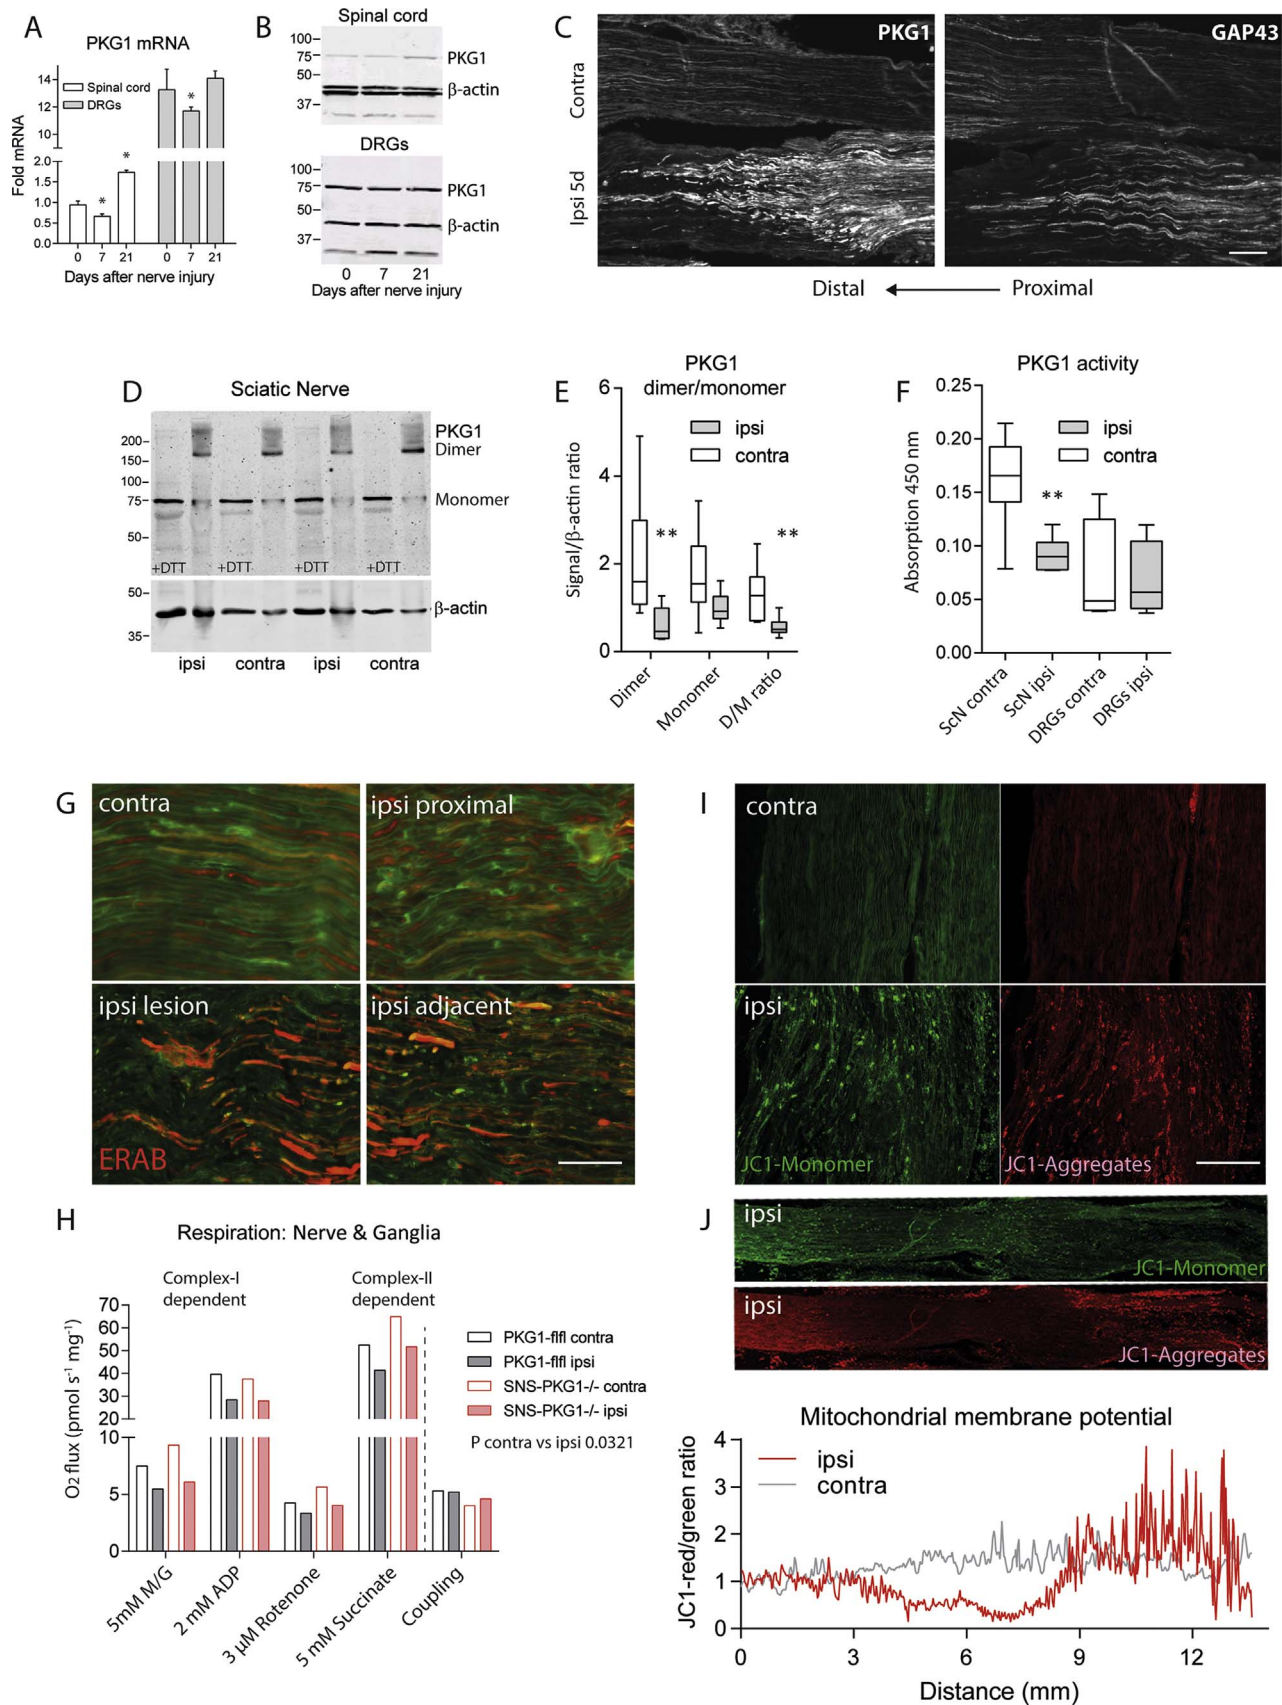 A
PKG1 mRNA
Fold mRNA
14
12
10
2.0
1.5
1.0
0.5
0.0
Spinal cord
DRGs
*
*
*
0 7 21 0 7 21
Days after nerve injury
B
Spinal cord
100-
75-
50-
37-
PKG1
β-actin
DRGs
100-
75-
50-
37-
PKG1
β-actin
0 7 21
Days after nerve injury
C
PKG1
GAP43
Contra
Ipsi 5d
Distal
Proximal
D
Sciatic Nerve
200-
150-
100-
75-
50-
PKG1
Dimer
Monomer
+DTT +DTT +DTT +DTT
50-
35-
β-actin
ipsi contra ipsi contra
E
PKG1
dimer/monomer
Signal/β-actin ratio
6
4
2
0
ipsi
contra
**
**
Dimer
Monomer
D/M ratio
F
PKG1 activity
Absorption 450 nm
0.25
0.20
0.15
0.10
0.05
0.00
ipsi
contra
**
ScN contra
ScN ipsi
DRGs contra
DRGs ipsi
G
contra
ipsi proximal
ipsi lesion
ipsi adjacent
ERAB
H
Respiration: Nerve & Ganglia
Complex-I
dependent
Complex-II
dependent
O2 flux (pmol s⁻¹ mg⁻¹)
70
60
50
40
30
20
10
5
0
PKG1-flfl contra
PKG1-flfl ipsi
SNS-PKG1-/- contra
SNS-PKG1-/- ipsi
P contra vs ipsi 0.0321
5mM M/G
2 mM ADP
3 µM Rotenone
5 mM Succinate
Coupling
I
contra
ipsi
JC1-Monomer
JC1-Aggregates
J
ipsi
JC1-Monomer
ipsi
JC1-Aggregates
Mitochondrial membrane potential
JC1-red/green ratio
4
3
2
1
0
ipsi
contra
0 3 6 9 12
Distance (mm)